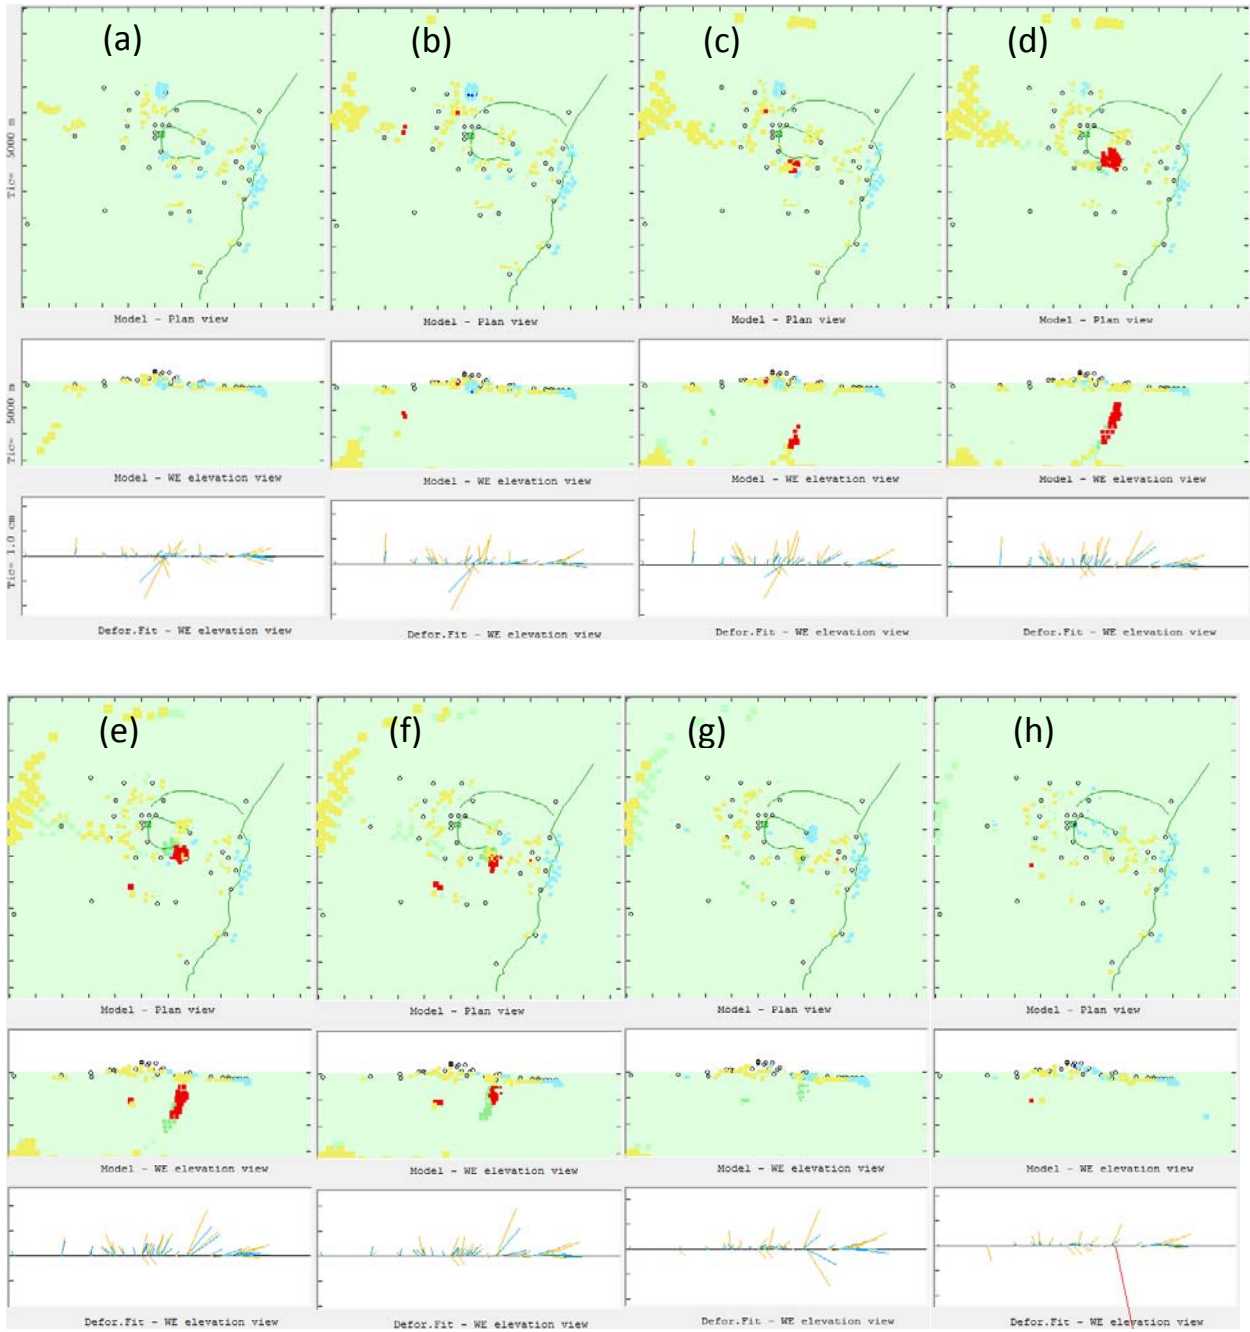 (a) (b) (c) (d)
Tic= 5000 m
Model - Plan view Model - Plan view Model - Plan view Model - Plan view
Tic= 5000 m
Model - WE elevation view Model - WE elevation view Model - WE elevation view Model - WE elevation view
Tic= 1.0 cm
Defor.Fit - WE elevation view Defor.Fit - WE elevation view Defor.Fit - WE elevation view Defor.Fit - WE elevation view
(e) (f) (g) (h)
Model - Plan view Model - Plan view Model - Plan view Model - Plan view
Model - WE elevation view Model - WE elevation view Model - WE elevation view Model - WE elevation view
Defor.Fit - WE elevation view Defor.Fit - WE elevation view Defor.Fit - WE elevation view Defor.Fit - WE elevation view